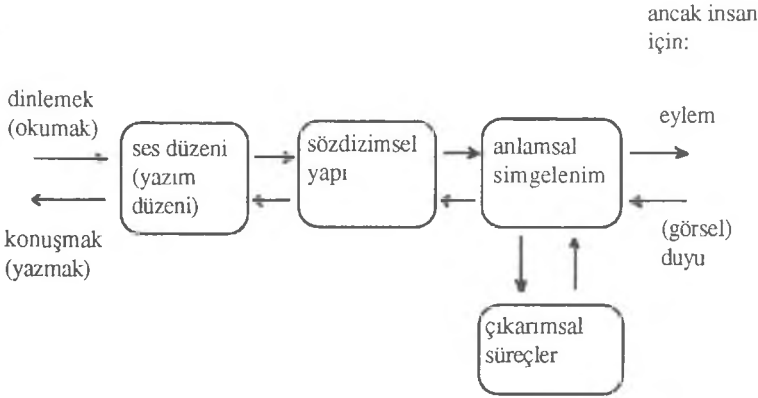 ancak insan
için:
dinlemek
(okumak)
ses düzeni
(yazım
düzeni)
sözdizimsel
yapı
anlamsal
simgelenim
eylem
konuşmak
(yazmak)
(görsel)
duyu
çıkarımsal
süreçler